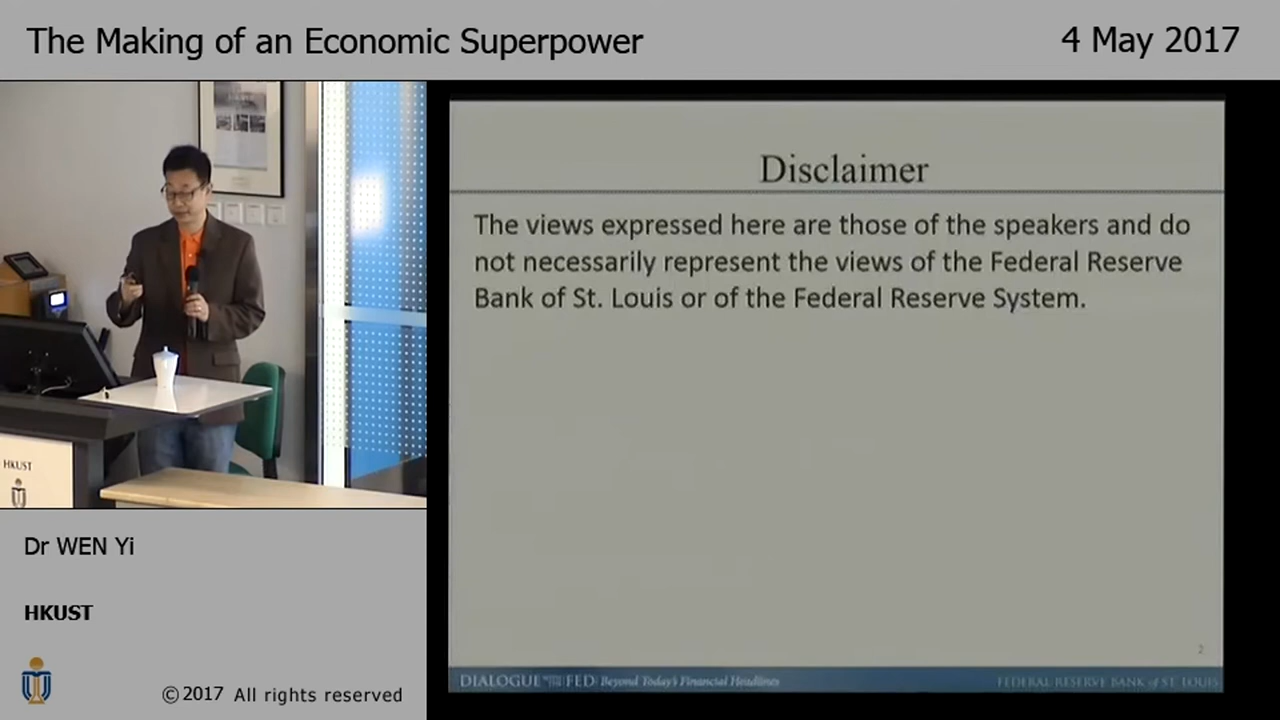 The Making of an Economic Superpower
4 May 2017
HKUST
Disclaimer
The views expressed here are those of the speakers and do
not necessarily represent the views of the Federal Reserve
Bank of St. Louis or of the Federal Reserve System.
2
DIALOGUE WITH THE FED: Beyond Today's Financial Headlines
FEDERAL RESERVE BANK of ST. LOUIS
Dr WEN Yi
HKUST
©2017 All rights reserved